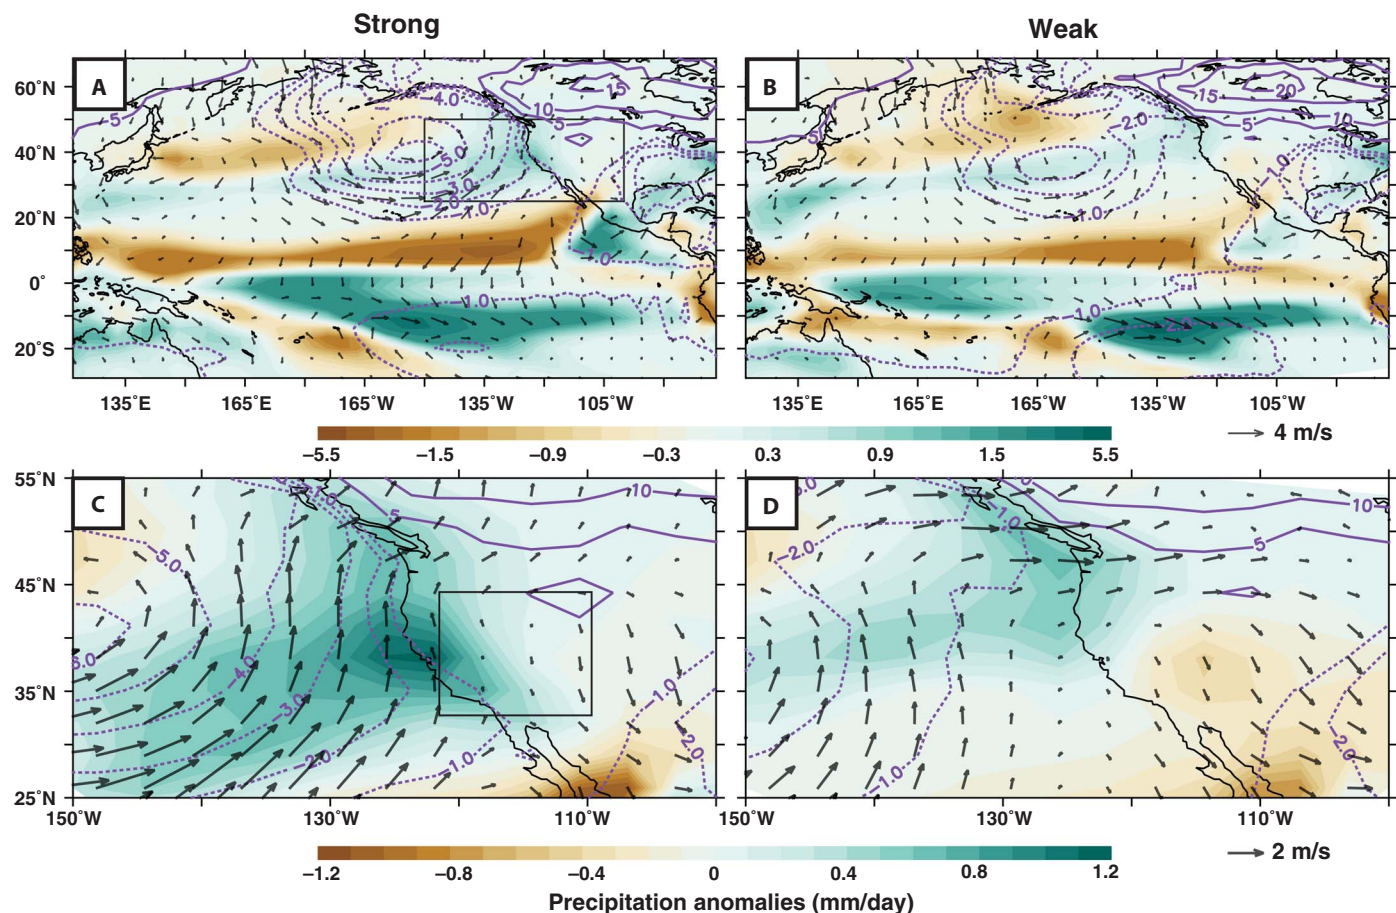 Strong Weak
A B
60°N
40°N
20°N
0°
20°S
5 -4.0 15 10 5 -5.0 -3.0 -2.0 -1.0 -1.0 -1.0
5 15 20 10 -5 -2.0 -1.0 -1.0 -1.0 -2.0
135°E 165°E 165°W 135°W 105°W 135°E 165°E 165°W 135°W 105°W
−5.5 −1.5 −0.9 −0.3 0.3 0.9 1.5 5.5
4 m/s
C D
55°N
45°N
35°N
25°N
10 5 -5.0 -4.0 -3.0 -2.0 -1.0 -1.0 -2.0
-1.0 10 5 -2.0 -1.0 -1.0 -2.0
150°W 130°W 110°W 150°W 130°W 110°W
−1.2 −0.8 −0.4 0 0.4 0.8 1.2
2 m/s
Precipitation anomalies (mm/day)